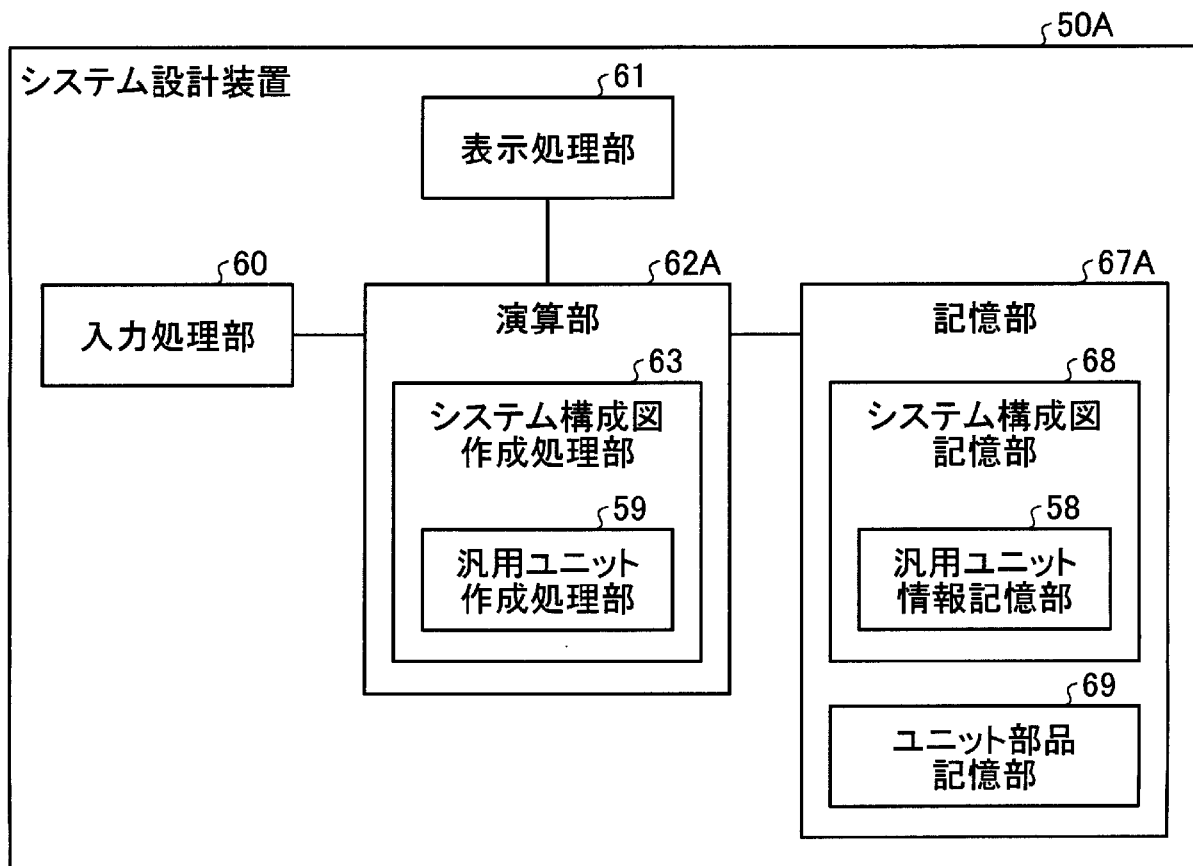 50A
システム設計装置
61
表示処理部
60
入力処理部
62A
演算部
63
システム構成図
作成処理部
59
汎用ユニット
作成処理部
67A
記憶部
68
システム構成図
記憶部
58
汎用ユニット
情報記憶部
69
ユニット部品
記憶部